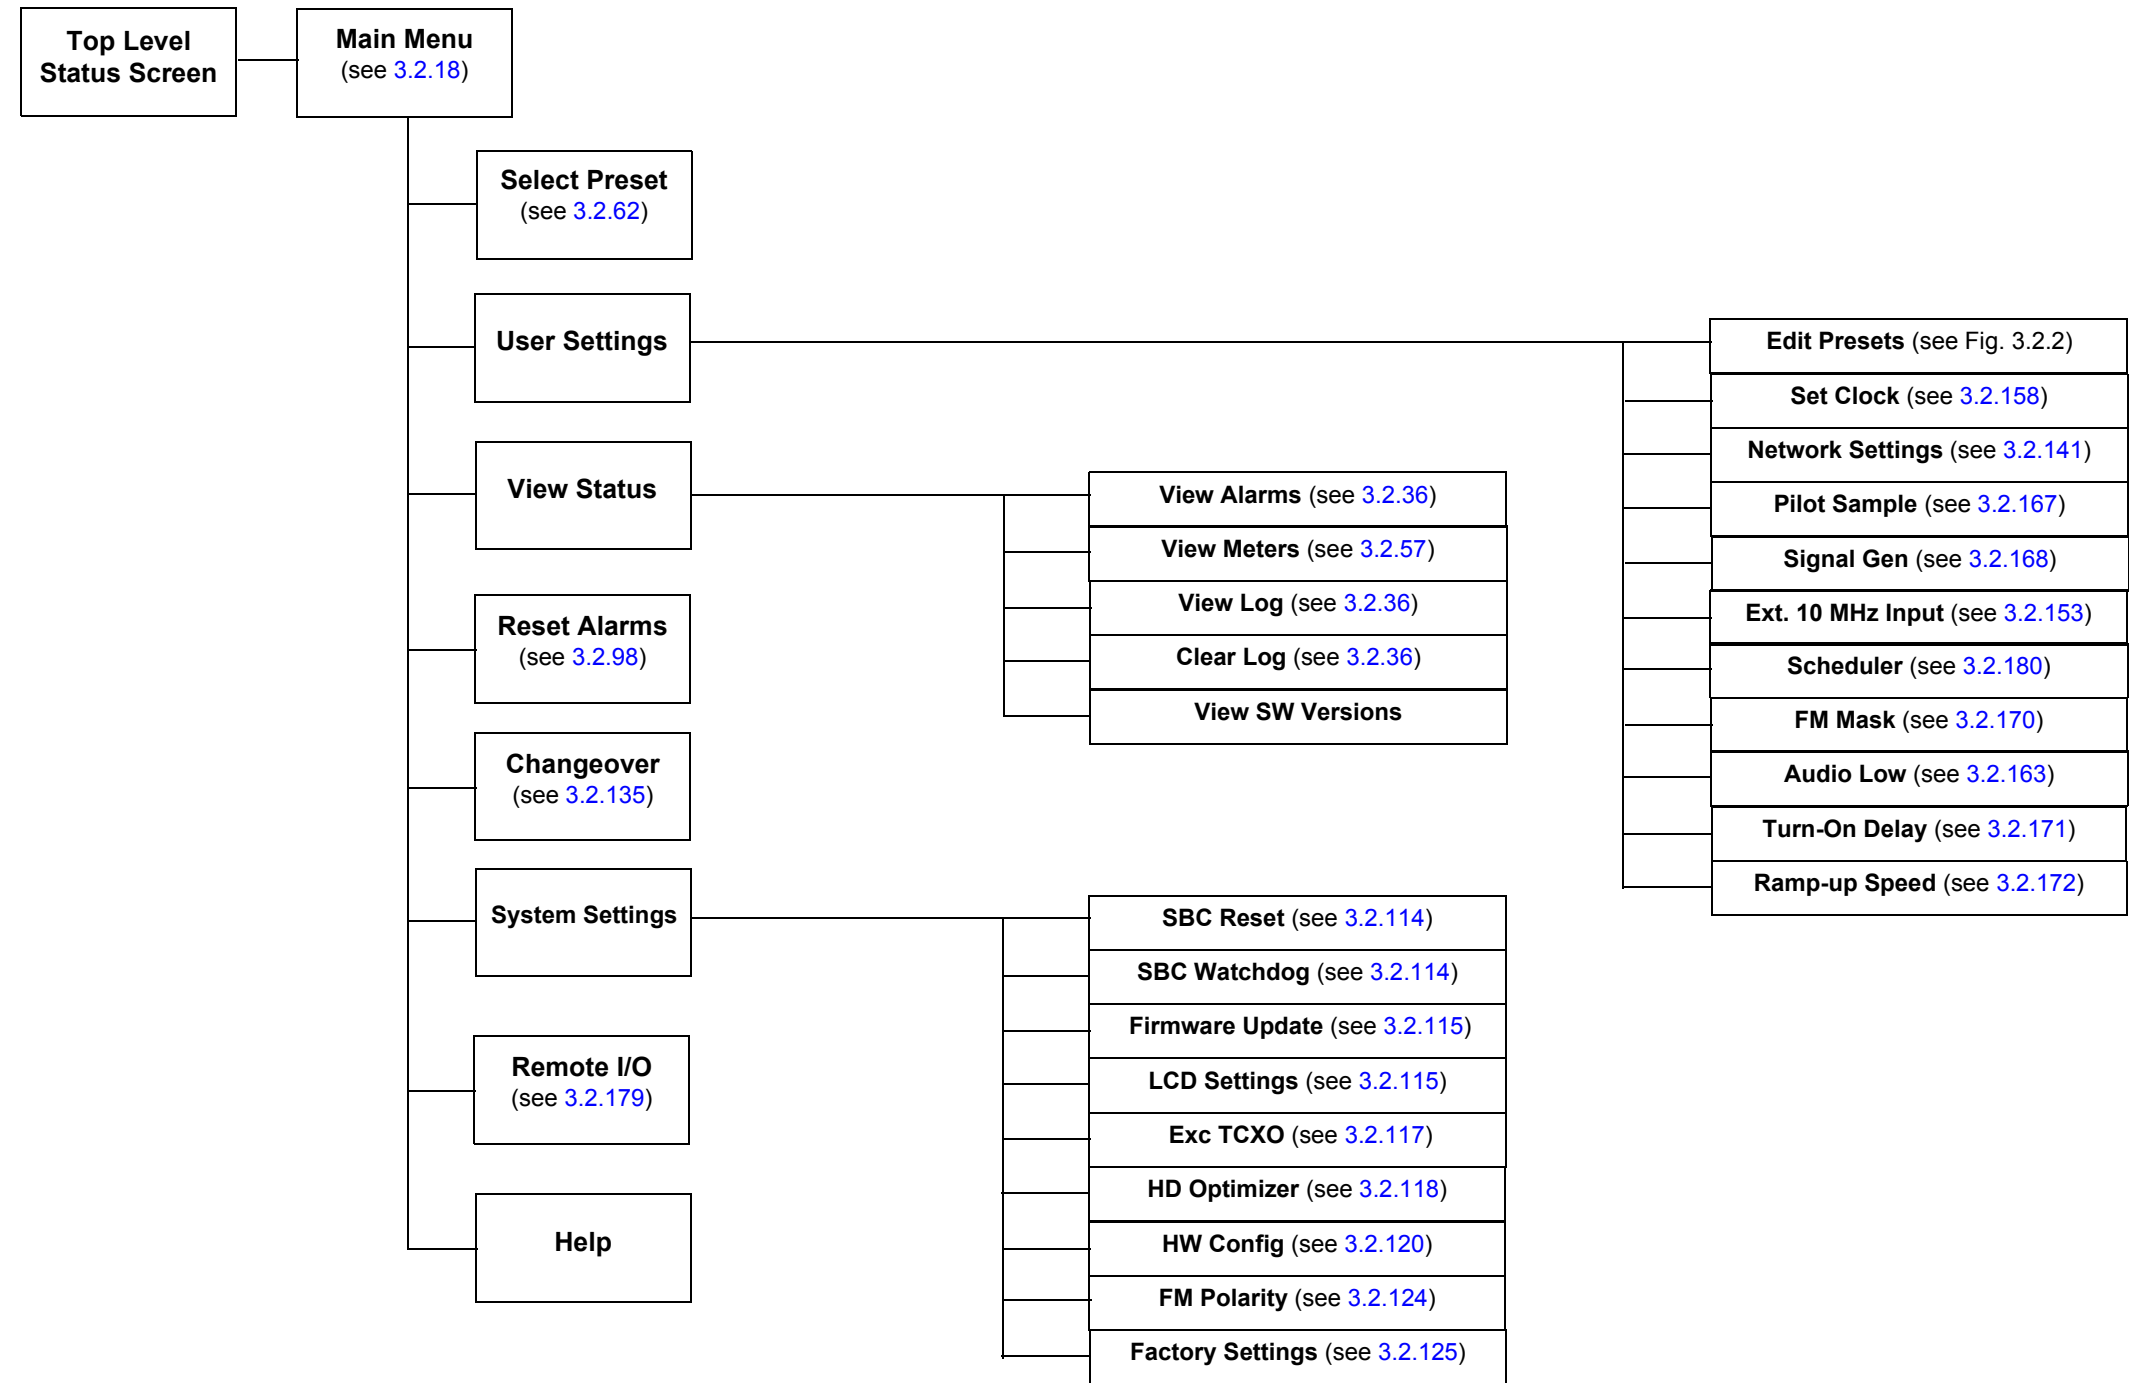 Top Level
Status Screen
Main Menu
(see 3.2.18)
Select Preset
(see 3.2.62)
User Settings
View Status
Reset Alarms
(see 3.2.98)
Changeover
(see 3.2.135)
System Settings
Remote I/O
(see 3.2.179)
Help
View Alarms (see 3.2.36)
View Meters (see 3.2.57)
View Log (see 3.2.36)
Clear Log (see 3.2.36)
View SW Versions
SBC Reset (see 3.2.114)
SBC Watchdog (see 3.2.114)
Firmware Update (see 3.2.115)
LCD Settings (see 3.2.115)
Exc TCXO (see 3.2.117)
HD Optimizer (see 3.2.118)
HW Config (see 3.2.120)
FM Polarity (see 3.2.124)
Factory Settings (see 3.2.125)
Edit Presets (see Fig. 3.2.2)
Set Clock (see 3.2.158)
Network Settings (see 3.2.141)
Pilot Sample (see 3.2.167)
Signal Gen (see 3.2.168)
Ext. 10 MHz Input (see 3.2.153)
Scheduler (see 3.2.180)
FM Mask (see 3.2.170)
Audio Low (see 3.2.163)
Turn-On Delay (see 3.2.171)
Ramp-up Speed (see 3.2.172)